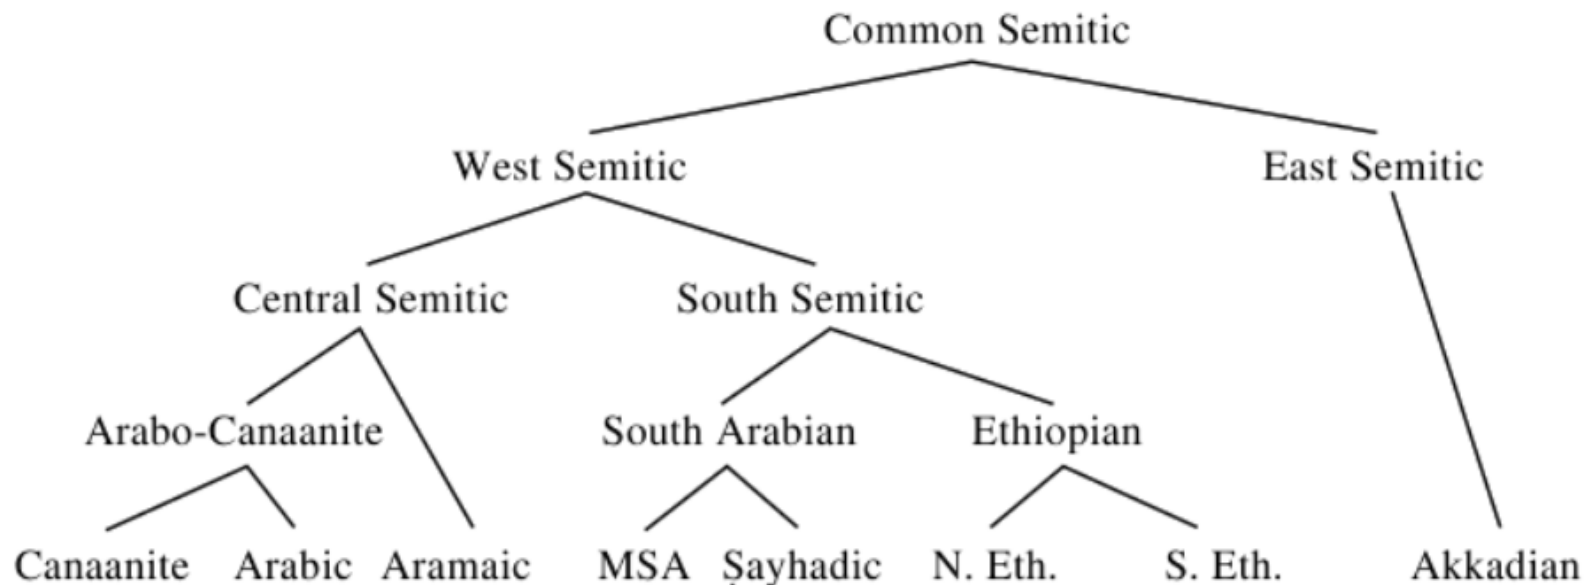 Common Semitic
West Semitic East Semitic
Central Semitic South Semitic
Arabo-Canaanite South Arabian Ethiopian
Canaanite Arabic Aramaic MSA Ṣayhadic N. Eth. S. Eth. Akkadian